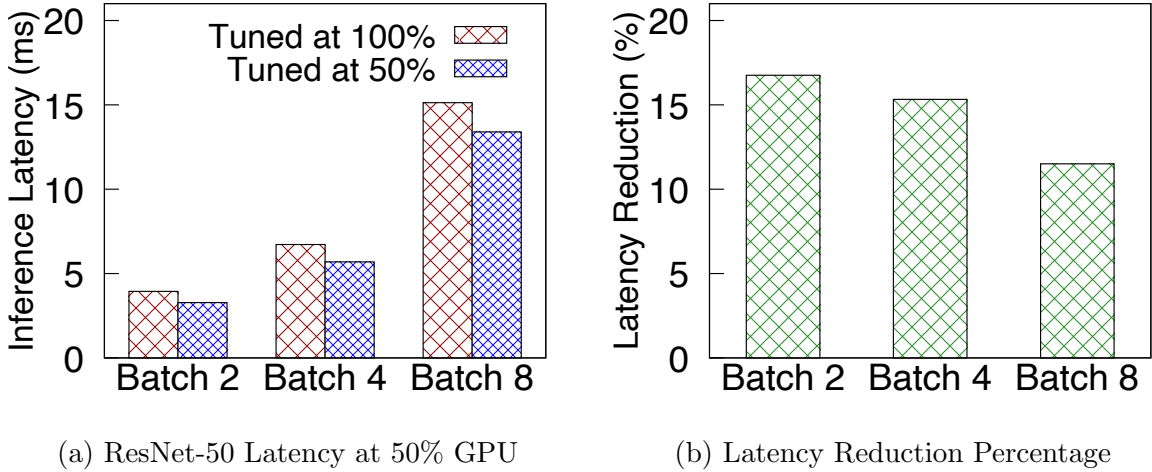 Inference Latency (ms)
20
15
10
5
0
Tuned at 100%
Tuned at 50%
Batch 2 Batch 4 Batch 8
(a) ResNet-50 Latency at 50% GPU
Latency Reduction (%)
20
15
10
5
0
Batch 2 Batch 4 Batch 8
(b) Latency Reduction Percentage